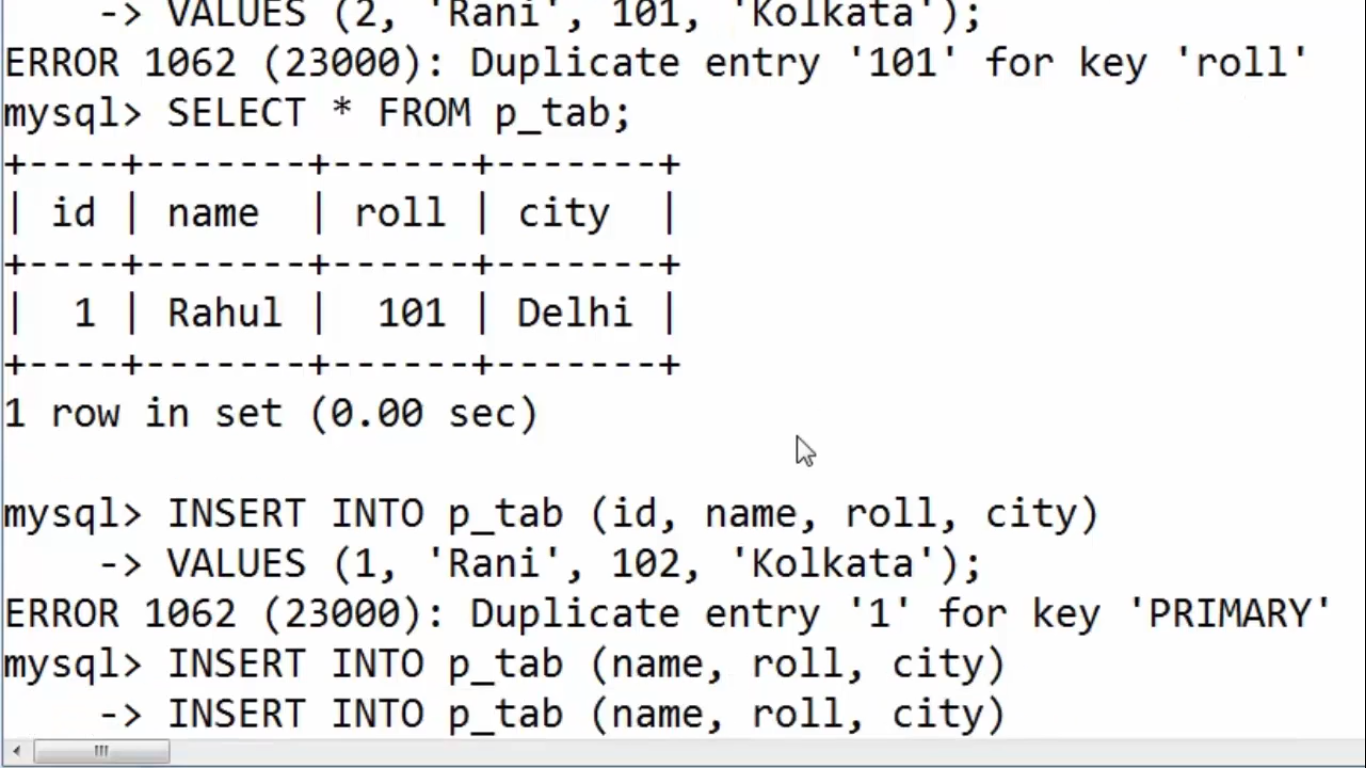 -> VALUES (2, 'Rani', 101, 'Kolkata');
ERROR 1062 (23000): Duplicate entry '101' for key 'roll'
mysql> SELECT * FROM p_tab;
+----+-------+------+-------+
| id | name  | roll | city  |
+----+-------+------+-------+
|  1 | Rahul |  101 | Delhi |
+----+-------+------+-------+
1 row in set (0.00 sec)

mysql> INSERT INTO p_tab (id, name, roll, city)
    -> VALUES (1, 'Rani', 102, 'Kolkata');
ERROR 1062 (23000): Duplicate entry '1' for key 'PRIMARY'
mysql> INSERT INTO p_tab (name, roll, city)
    -> INSERT INTO p_tab (name, roll, city)